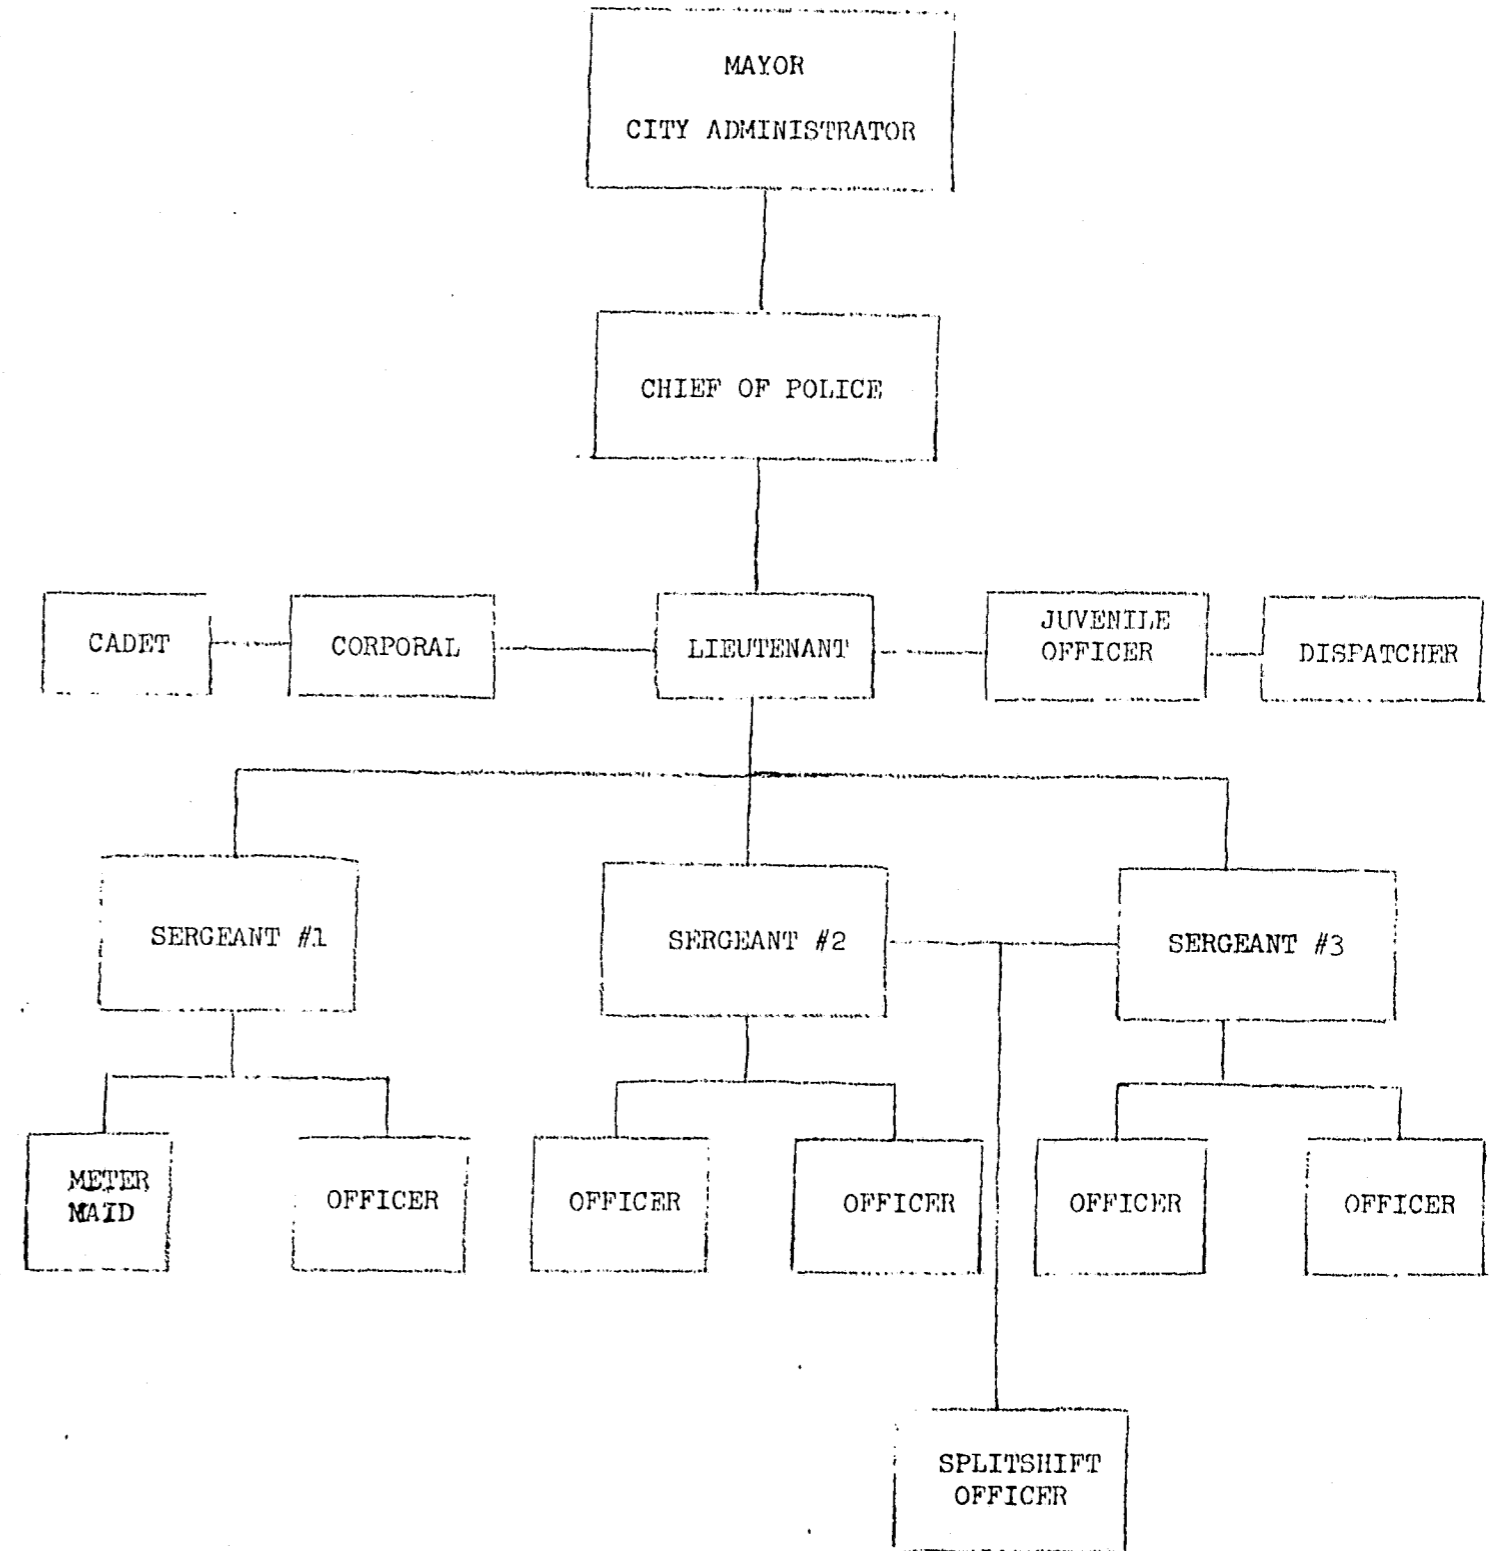 MAYOR
CITY ADMINISTRATOR
CHIEF OF POLICE
CADET
CORPORAL
LIEUTENANT
JUVENILE
OFFICER
DISPATCHER
SERGEANT #1
SERGEANT #2
SERGEANT #3
METER
MAID
OFFICER
OFFICER
OFFICER
OFFICER
OFFICER
SPLITSHIFT
OFFICER